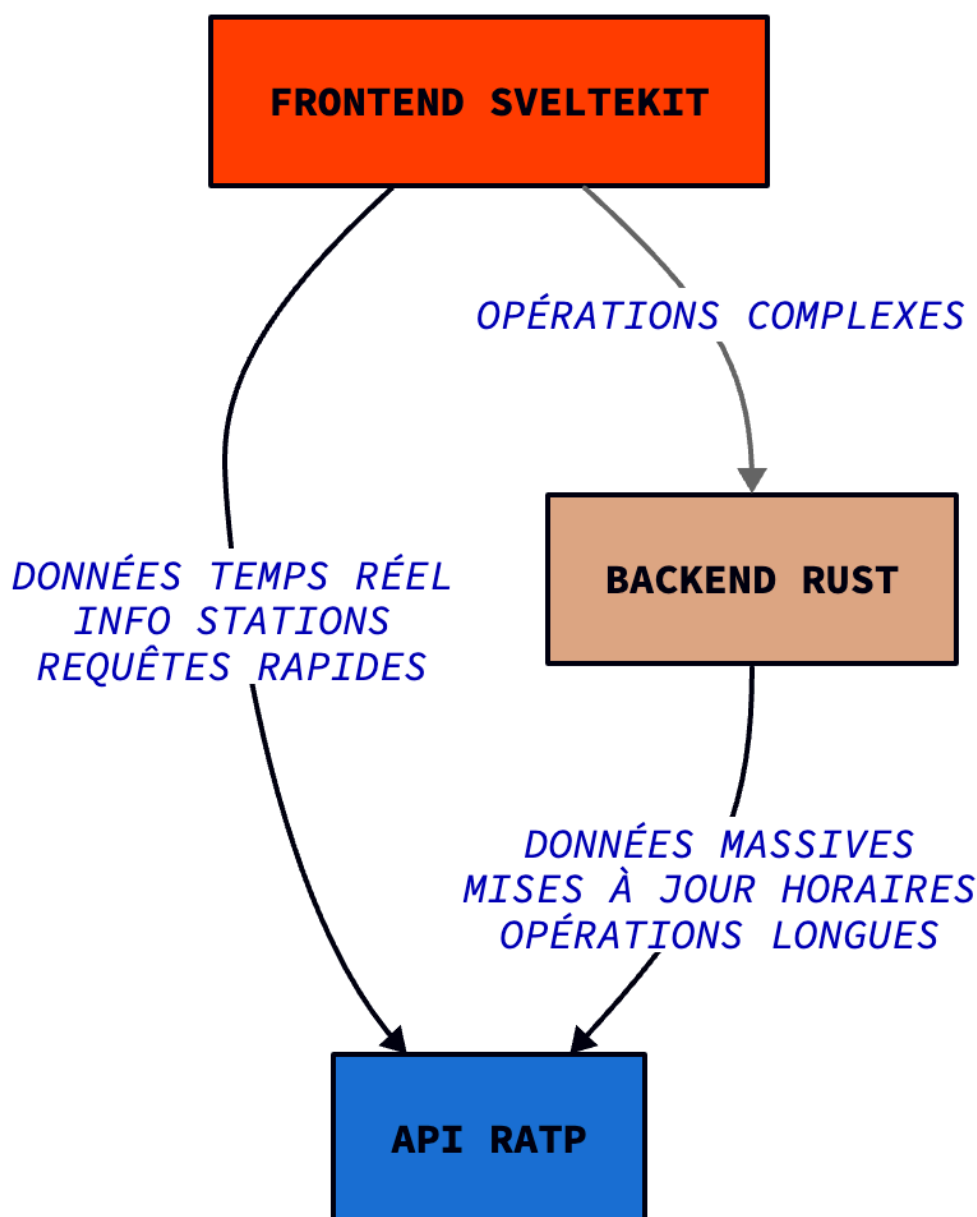 FRONTEND SVELTEKIT
OPÉRATIONS COMPLEXES
DONNÉES TEMPS RÉEL
INFO STATIONS
REQUÊTES RAPIDES
BACKEND RUST
DONNÉES MASSIVES
MISES À JOUR HORAIRES
OPÉRATIONS LONGUES
API RATP